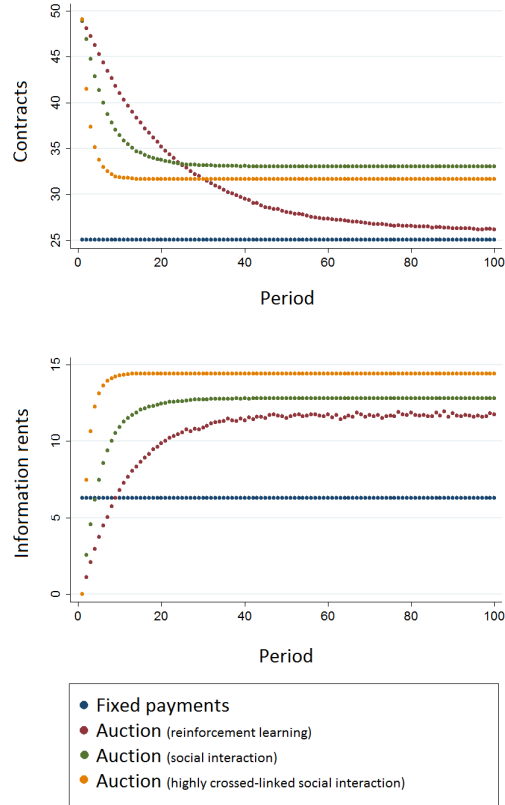 50
45
40
35
30
25
Contracts
0 20 40 60 80 100
Period
15
10
5
0
Information rents
0 20 40 60 80 100
Period
Fixed payments
Auction (reinforcement learning)
Auction (social interaction)
Auction (highly crossed-linked social interaction)